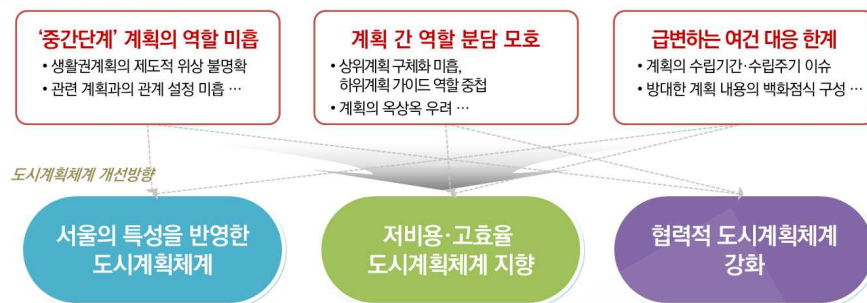 ‘중간단계’ 계획의 역할 미흡
• 생활권계획의 제도적 위상 불명확
• 관련 계획과의 관계 설정 미흡 …
계획 간 역할 분담 모호
• 상위계획 구체화 미흡,
하위계획 가이드 역할 중첩
• 계획의 옥상옥 우려 …
급변하는 여건 대응 한계
• 계획의 수립기간·수립주기 이슈
• 방대한 계획 내용의 백화점식 구성 …
도시계획체계 개선방향
서울의 특성을 반영한
도시계획체계
저비용·고효율
도시계획체계 지향
협력적 도시계획체계
강화